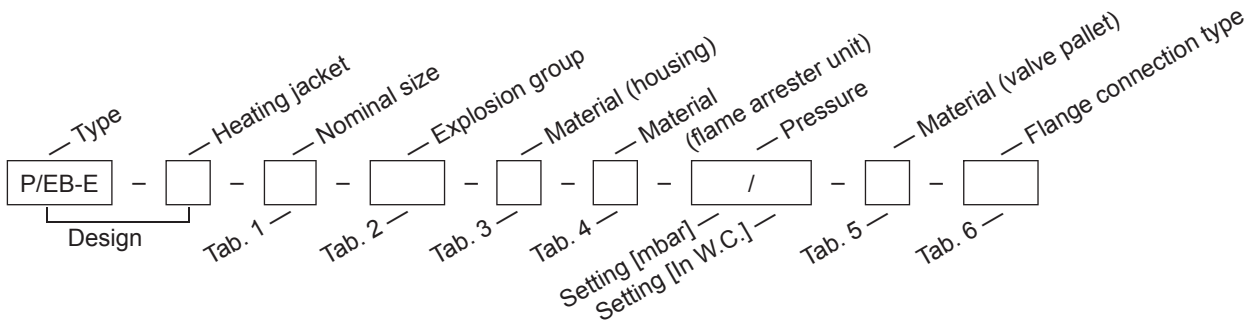 Type
Heating jacket
Nominal size
Explosion group
Material (housing)
Material
(flame arrester unit)
Pressure
Material (valve pallet)
Flange connection type
P/EB-E – – – – – – / – –
Design
Tab. 1
Tab. 2
Tab. 3
Tab. 4
Setting [mbar]
Setting [In W.C.]
Tab. 5
Tab. 6